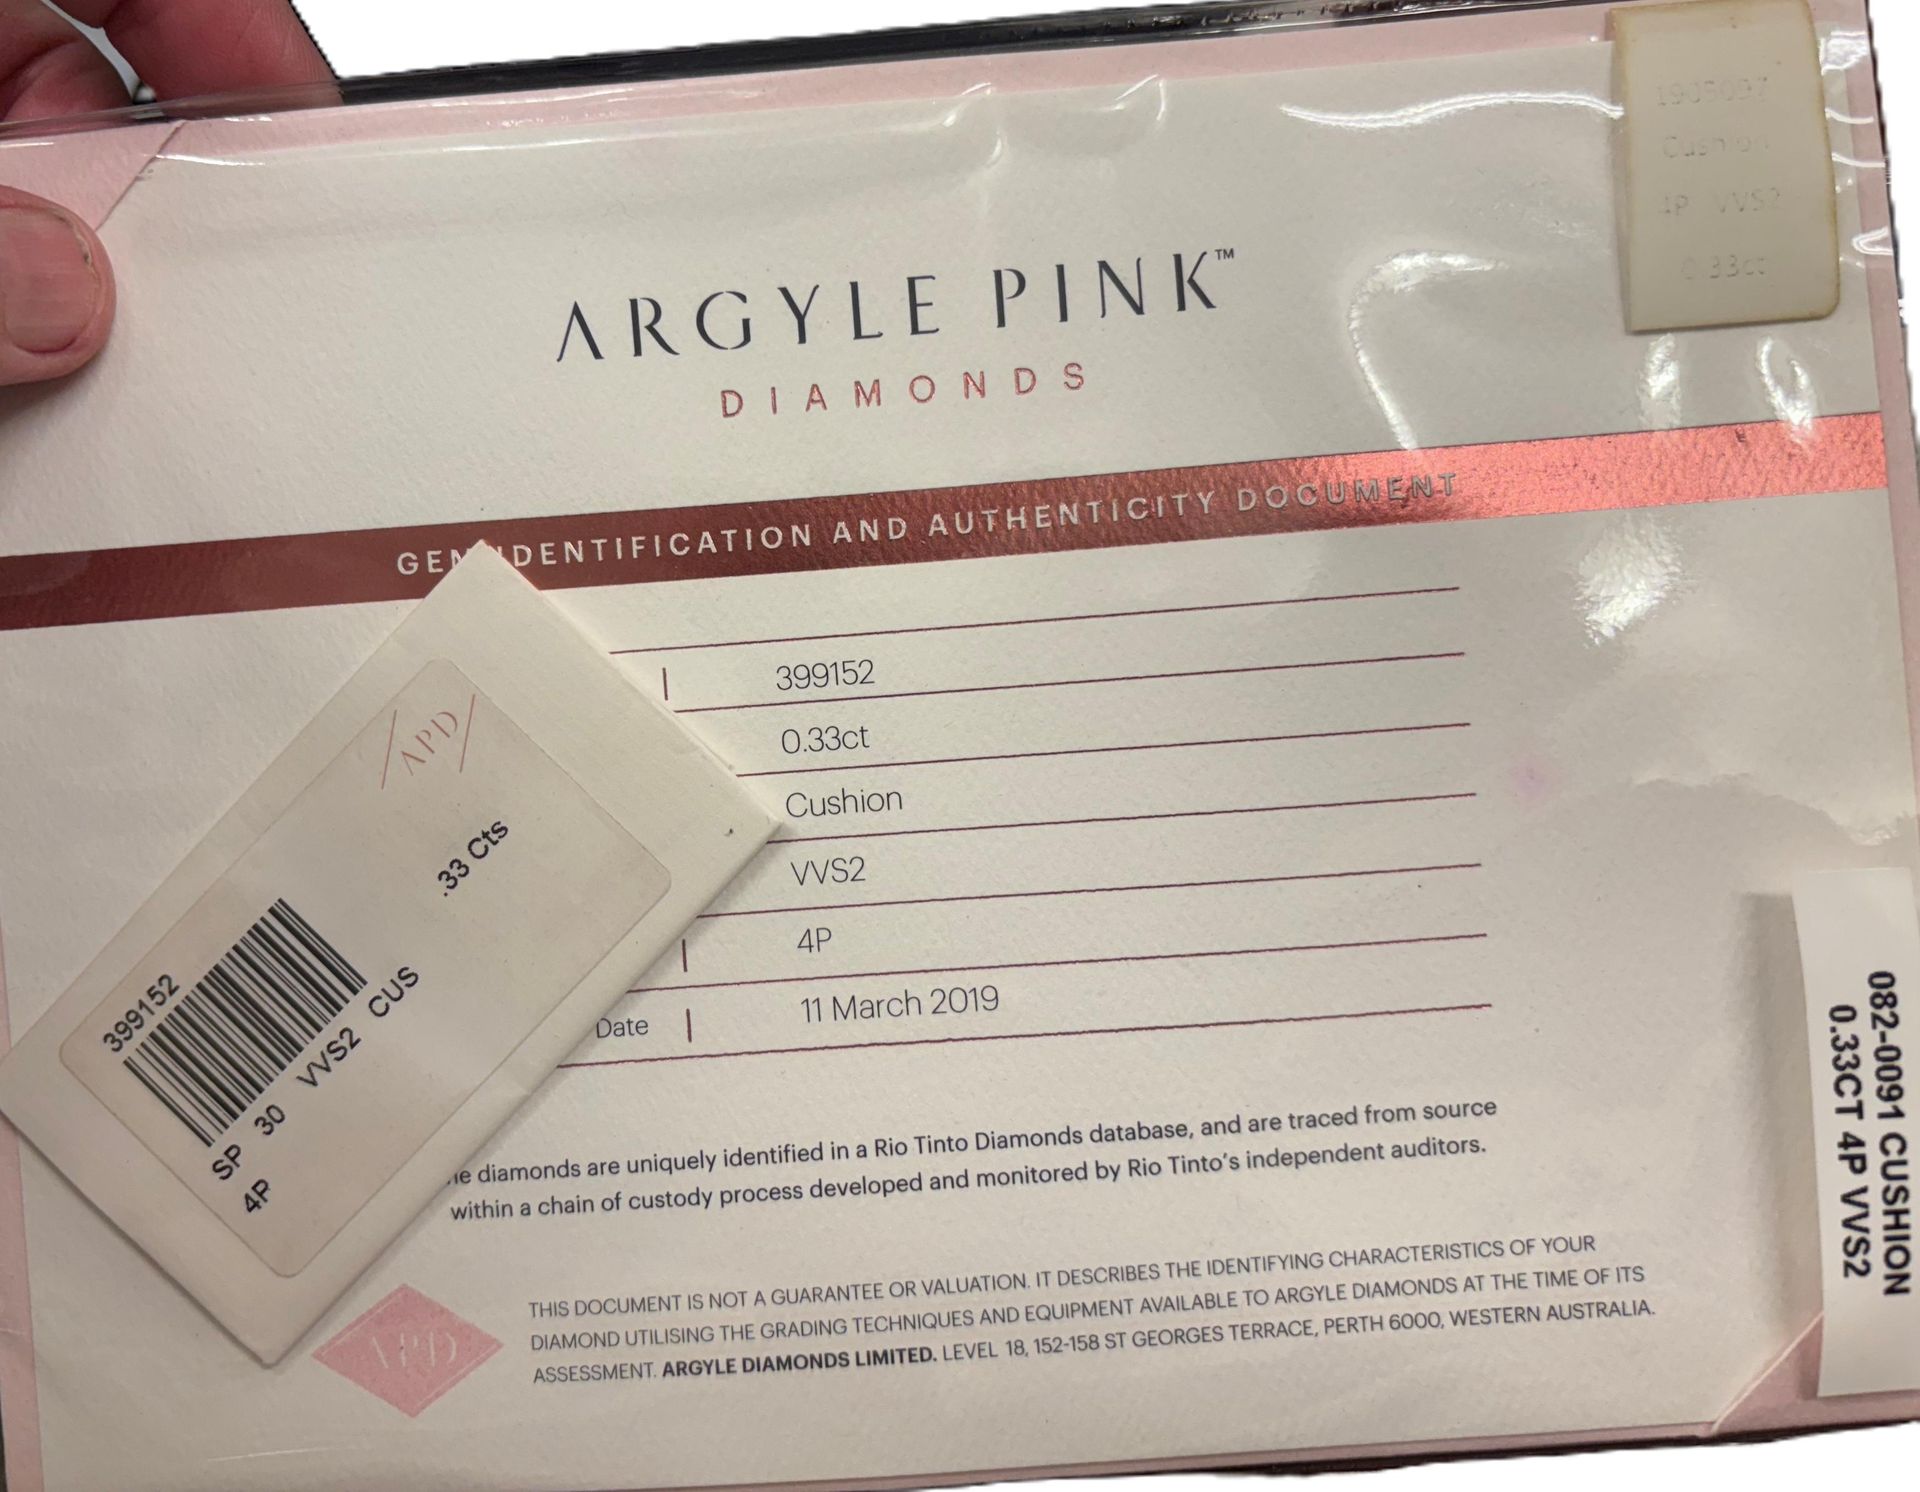 1905097
Cushion
4P VVS2
0.33ct
ARGYLE PINK™
DIAMONDS
GEM IDENTIFICATION AND AUTHENTICITY DOCUMENT
399152
0.33ct
Cushion
VVS2
4P
Date | 11 March 2019
diamonds are uniquely identified in a Rio Tinto Diamonds database, and are traced from source
within a chain of custody process developed and monitored by Rio Tinto's independent auditors.
THIS DOCUMENT IS NOT A GUARANTEE OR VALUATION. IT DESCRIBES THE IDENTIFYING CHARACTERISTICS OF YOUR
DIAMOND UTILISING THE GRADING TECHNIQUES AND EQUIPMENT AVAILABLE TO ARGYLE DIAMONDS AT THE TIME OF ITS
ASSESSMENT. ARGYLE DIAMONDS LIMITED. LEVEL 18, 152-158 ST GEORGES TERRACE, PERTH 6000, WESTERN AUSTRALIA.
APD
APD
.33 Cts
399152
SP 30 VVS2 CUS
4P
082-0091 CUSHION
0.33CT 4P VVS2